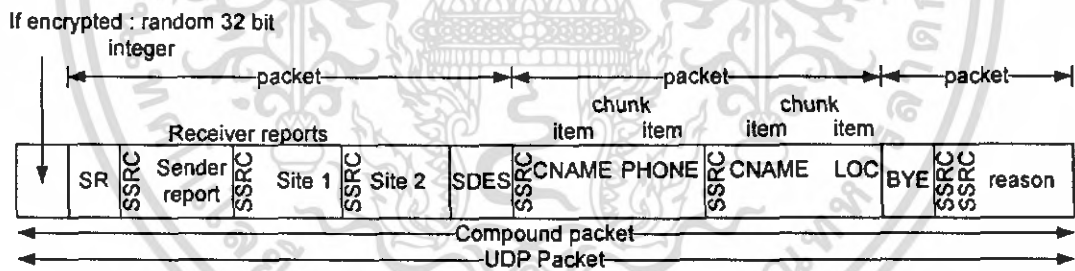 If encrypted : random 32 bit
integer
packet packet packet
chunk chunk
Receiver reports item item item item
SR SSRC Sender report SSRC Site 1 SSRC Site 2 SDES SSRC CNAME PHONE SSRC CNAME LOC BYE SSRC SSRC reason
Compound packet
UDP Packet